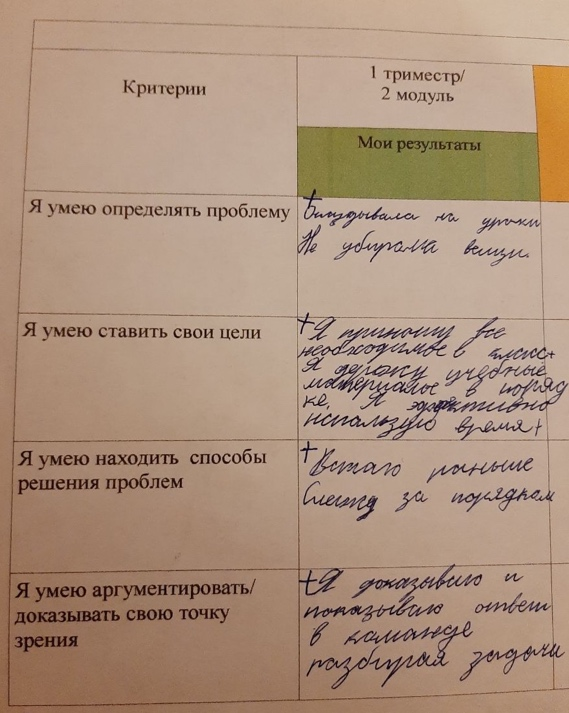 Критерии
1 триместр/
2 модуль
Мои результаты
Я умею определять проблему
+
Опаздывала на уроки
Не убирала вещи.
Я умею ставить свои цели
+ Я приношу все
необходимое в класс+
Я держу учебные
материалы в поряд
ке. Я эффективно
использую время+
Я умею находить способы
решения проблем
+ Встаю раньше
Слежу за порядком
Я умею аргументировать/
доказывать свою точку
зрения
+Я доказываю и
показываю ответ
в команде
разбирая задачи